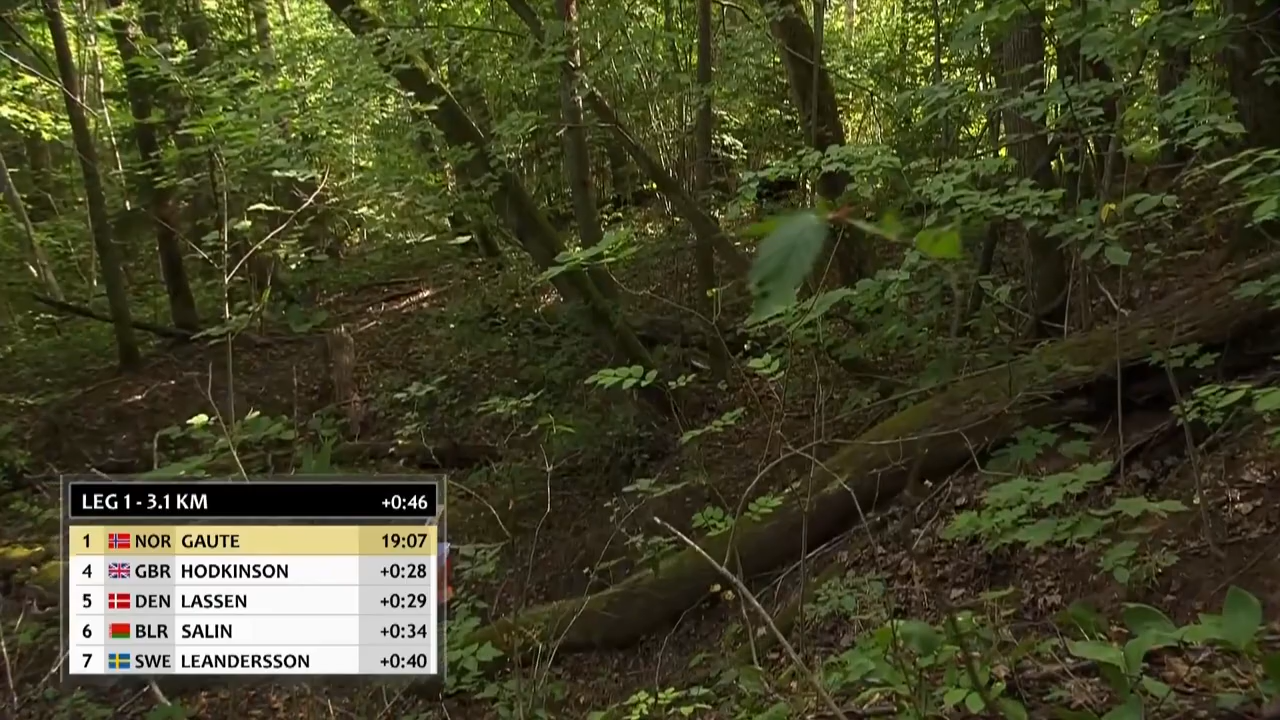 LEG 1 - 3.1 KM +0:46
1 NOR GAUTE 19:07
4 GBR HODKINSON +0:28
5 DEN LASSEN +0:29
6 BLR SALIN +0:34
7 SWE LEANDERSSON +0:40